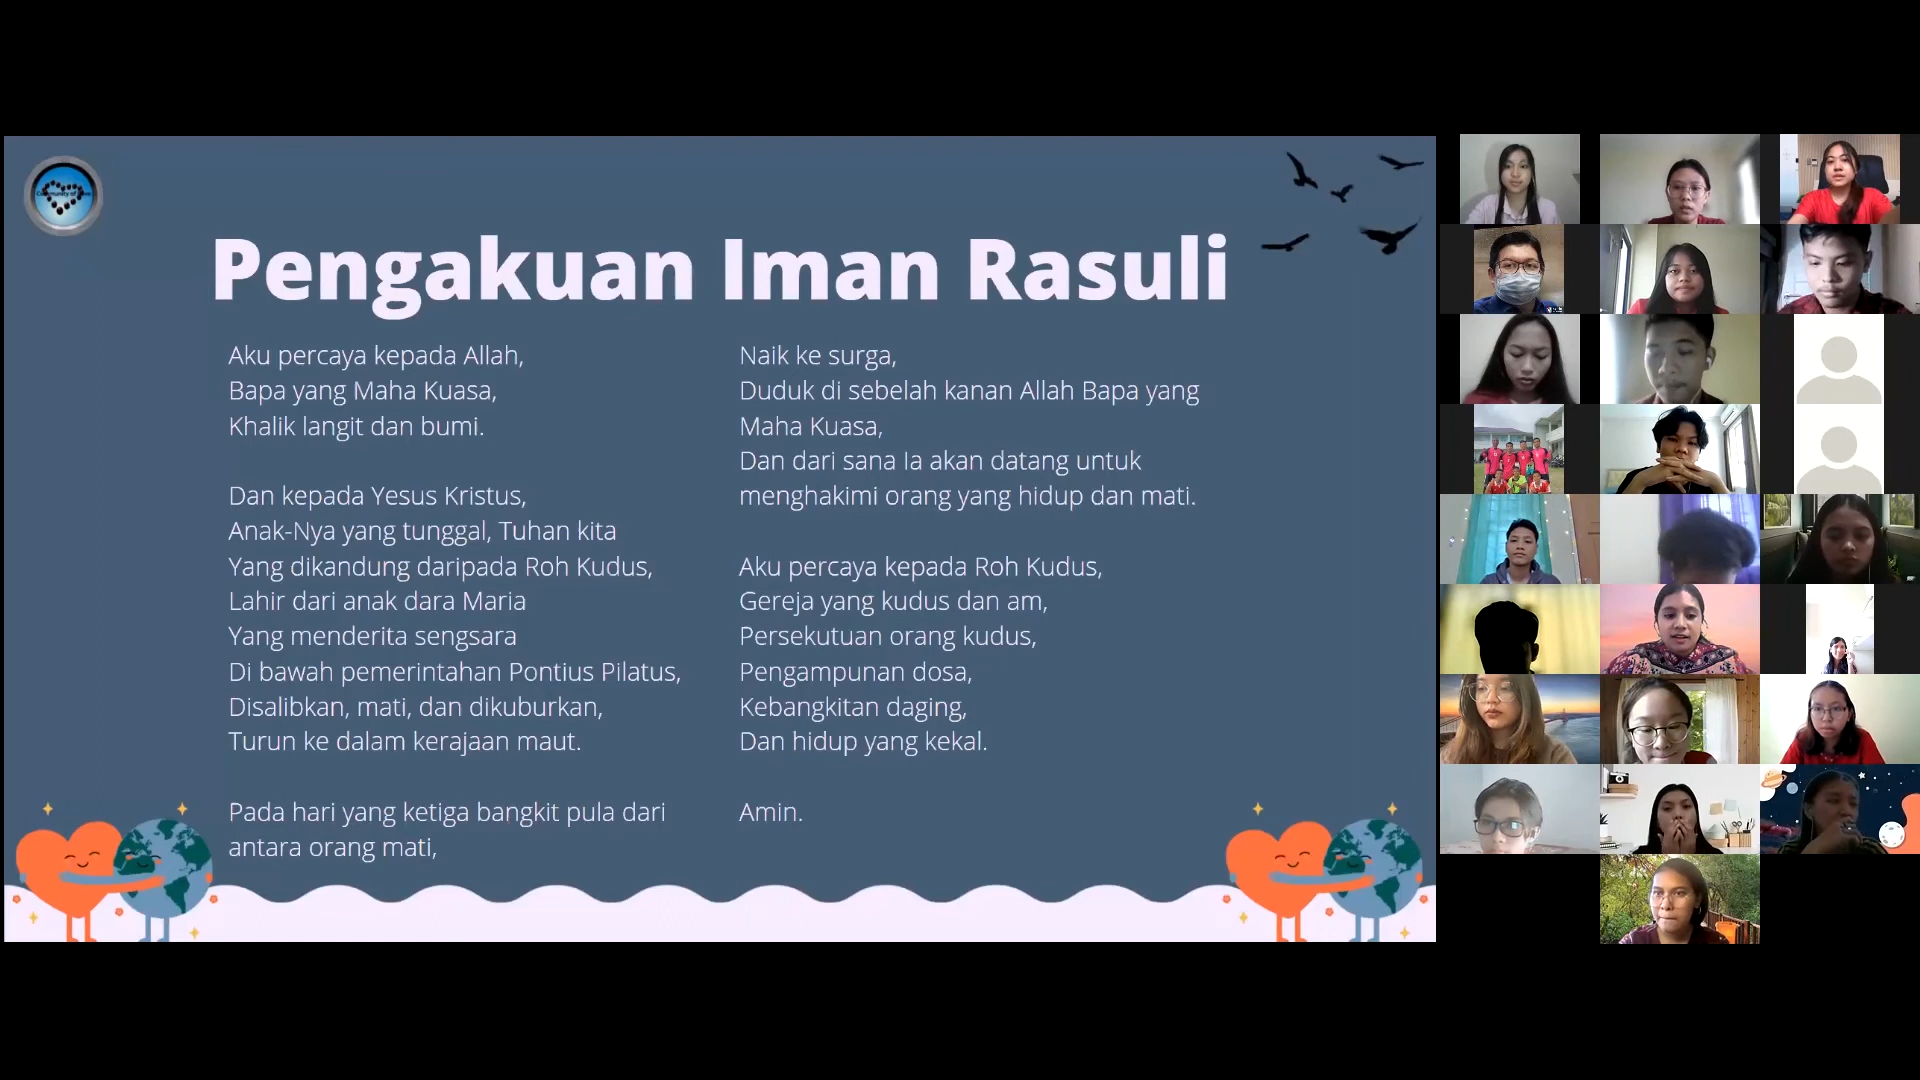 Community of Love
Pengakuan Iman Rasuli
Aku percaya kepada Allah,
Bapa yang Maha Kuasa,
Khalik langit dan bumi.
Dan kepada Yesus Kristus,
Anak-Nya yang tunggal, Tuhan kita
Yang dikandung daripada Roh Kudus,
Lahir dari anak dara Maria
Yang menderita sengsara
Di bawah pemerintahan Pontius Pilatus,
Disalibkan, mati, dan dikuburkan,
Turun ke dalam kerajaan maut.
Pada hari yang ketiga bangkit pula dari
antara orang mati,
Naik ke surga,
Duduk di sebelah kanan Allah Bapa yang
Maha Kuasa,
Dan dari sana Ia akan datang untuk
menghakimi orang yang hidup dan mati.
Aku percaya kepada Roh Kudus,
Gereja yang kudus dan am,
Persekutuan orang kudus,
Pengampunan dosa,
Kebangkitan daging,
Dan hidup yang kekal.
Amin.